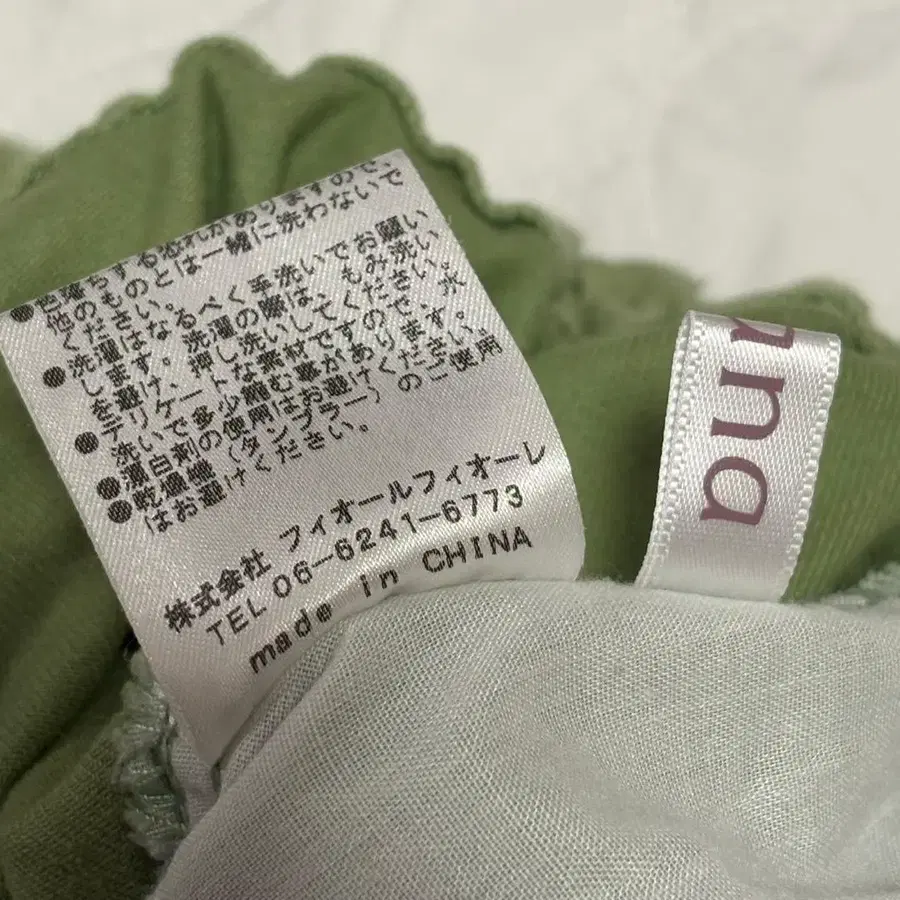 ●色落ちする恐れがありますので、
他のものとは一緒に洗わないで
ください。
●洗濯はなるべく手洗いでお願い
します。洗濯の際は、もみ洗い
を避け、押し洗いしてください。
●デリケートな素材ですので、水
洗いで多少縮む事があります。
●漂白剤の使用はお避けください。
●乾燥機(タンブラー)のご使用
はお避けください。
株式会社 フィオールフィオーレ
TEL 06-6241-6773
made in CHINA
una